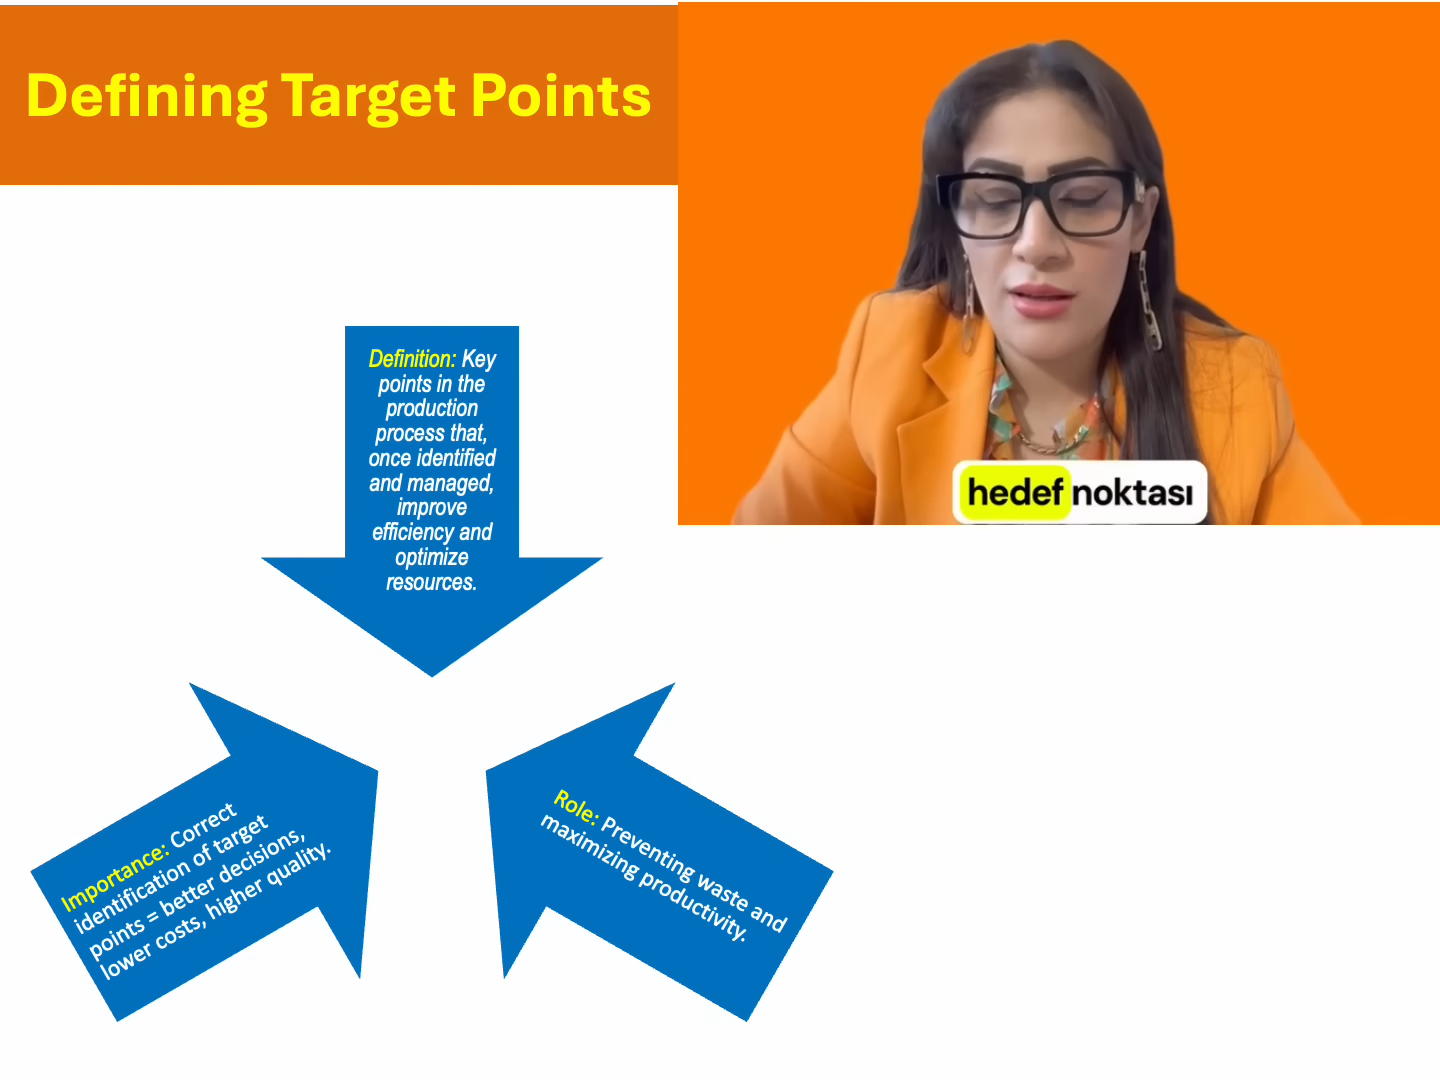 Defining Target Points
hedef noktası
Definition: Key
points in the
production
process that,
once identified
and managed,
improve
efficiency and
optimize
resources.
Importance: Correct
identification of target
points = better decisions,
lower costs, higher quality.
Role: Preventing waste and
maximizing productivity.